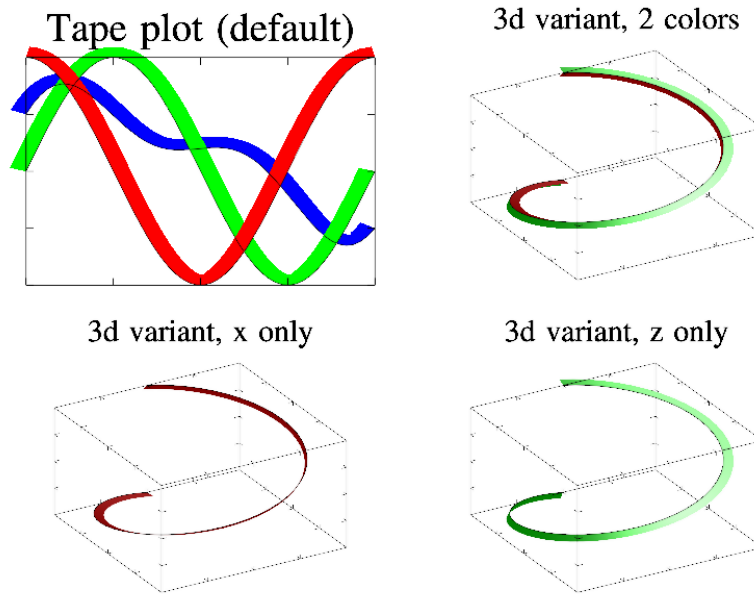 Tape plot (default)
3d variant, 2 colors
3d variant, x only
3d variant, z only